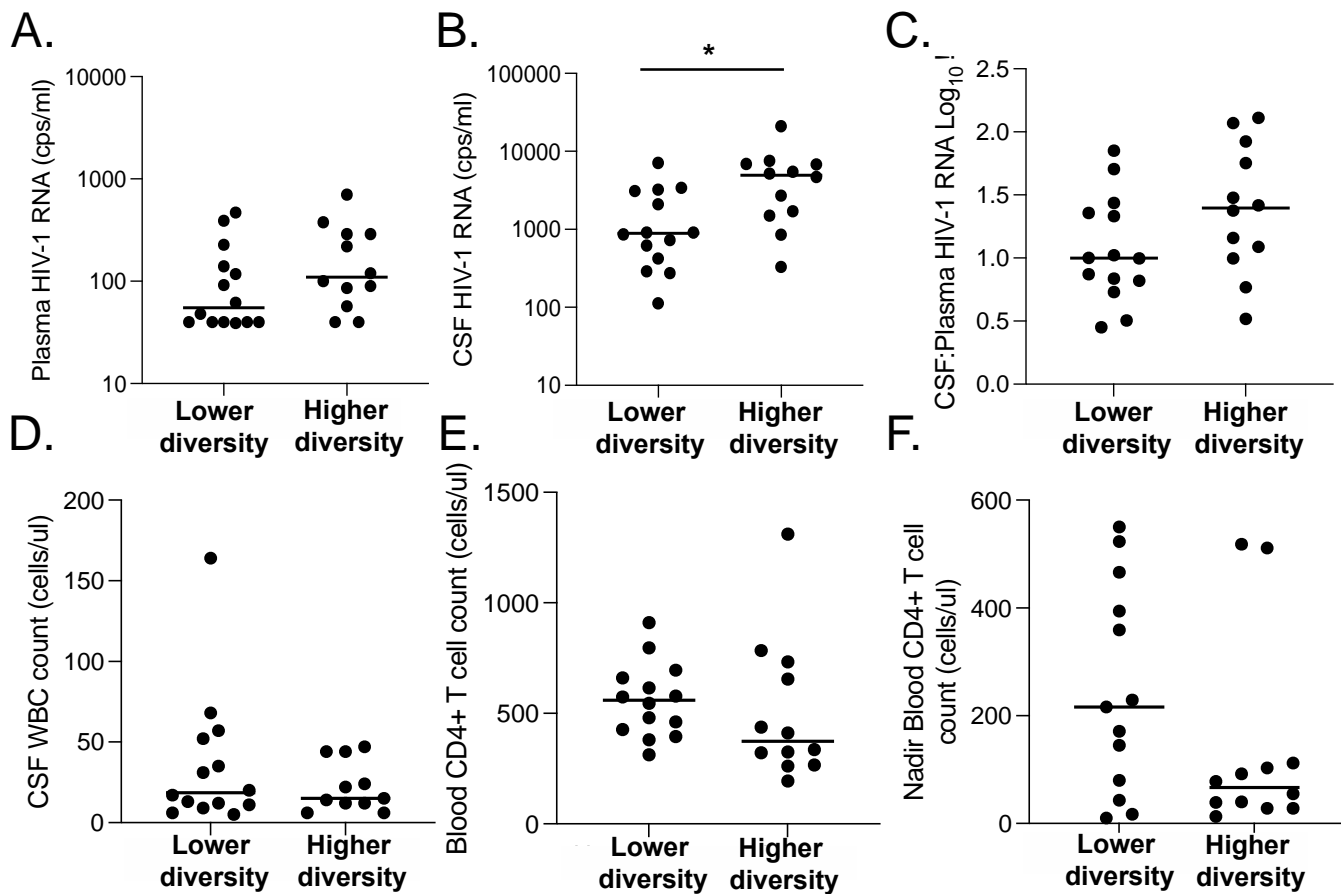 A.
Plasma HIV-1 RNA (cps/ml)
10000
1000
100
10
Lower diversity
Higher diversity
B.
*
CSF HIV-1 RNA (cps/ml)
100000
10000
1000
100
10
Lower diversity
Higher diversity
C.
CSF:Plasma HIV-1 RNA Log10 !
2.5
2.0
1.5
1.0
0.5
0.0
Lower diversity
Higher diversity
D.
CSF WBC count (cells/ul)
200
150
100
50
0
Lower diversity
Higher diversity
E.
Blood CD4+ T cell count (cells/ul)
1500
1000
500
0
Lower diversity
Higher diversity
F.
Nadir Blood CD4+ T cell
count (cells/ul)
600
400
200
0
Lower diversity
Higher diversity